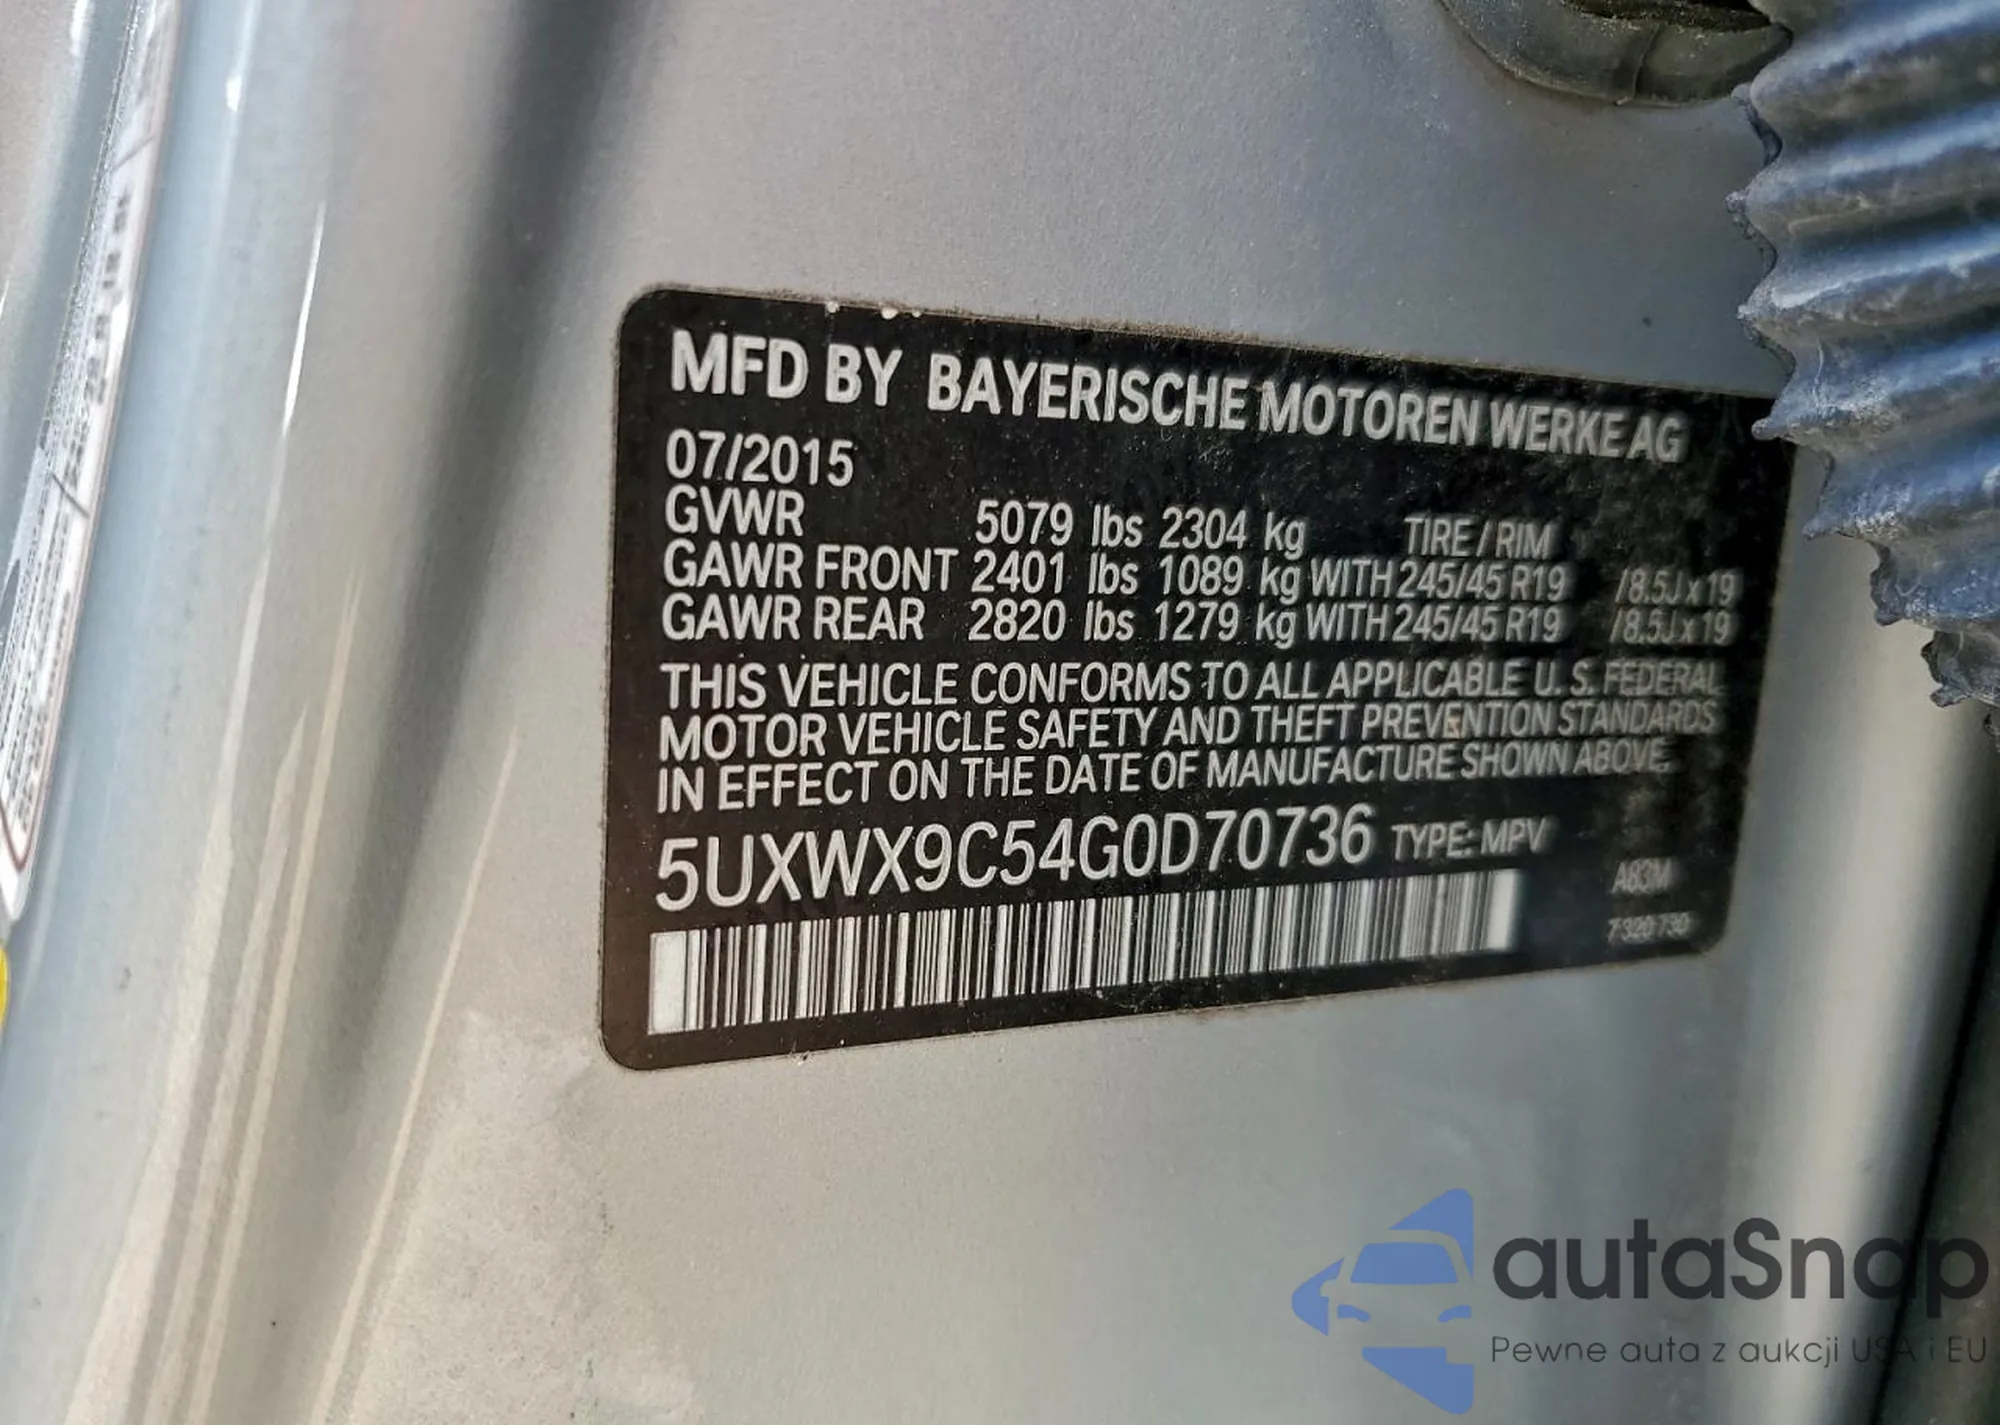 MFD BY BAYERISCHE MOTOREN WERKE AG
07/2015
GVWR 5079 lbs 2304 kg TIRE / RIM
GAWR FRONT 2401 lbs 1089 kg WITH 245/45 R19 /8.5J x 19
GAWR REAR 2820 lbs 1279 kg WITH 245/45 R19 /8.5J x 19
THIS VEHICLE CONFORMS TO ALL APPLICABLE U. S. FEDERAL
MOTOR VEHICLE SAFETY AND THEFT PREVENTION STANDARDS
IN EFFECT ON THE DATE OF MANUFACTURE SHOWN ABOVE.
5UXWX9C54G0D70736 TYPE: MPV
A83M
7 320 730
autaSnap
Pewne auta z aukcji USA i EU